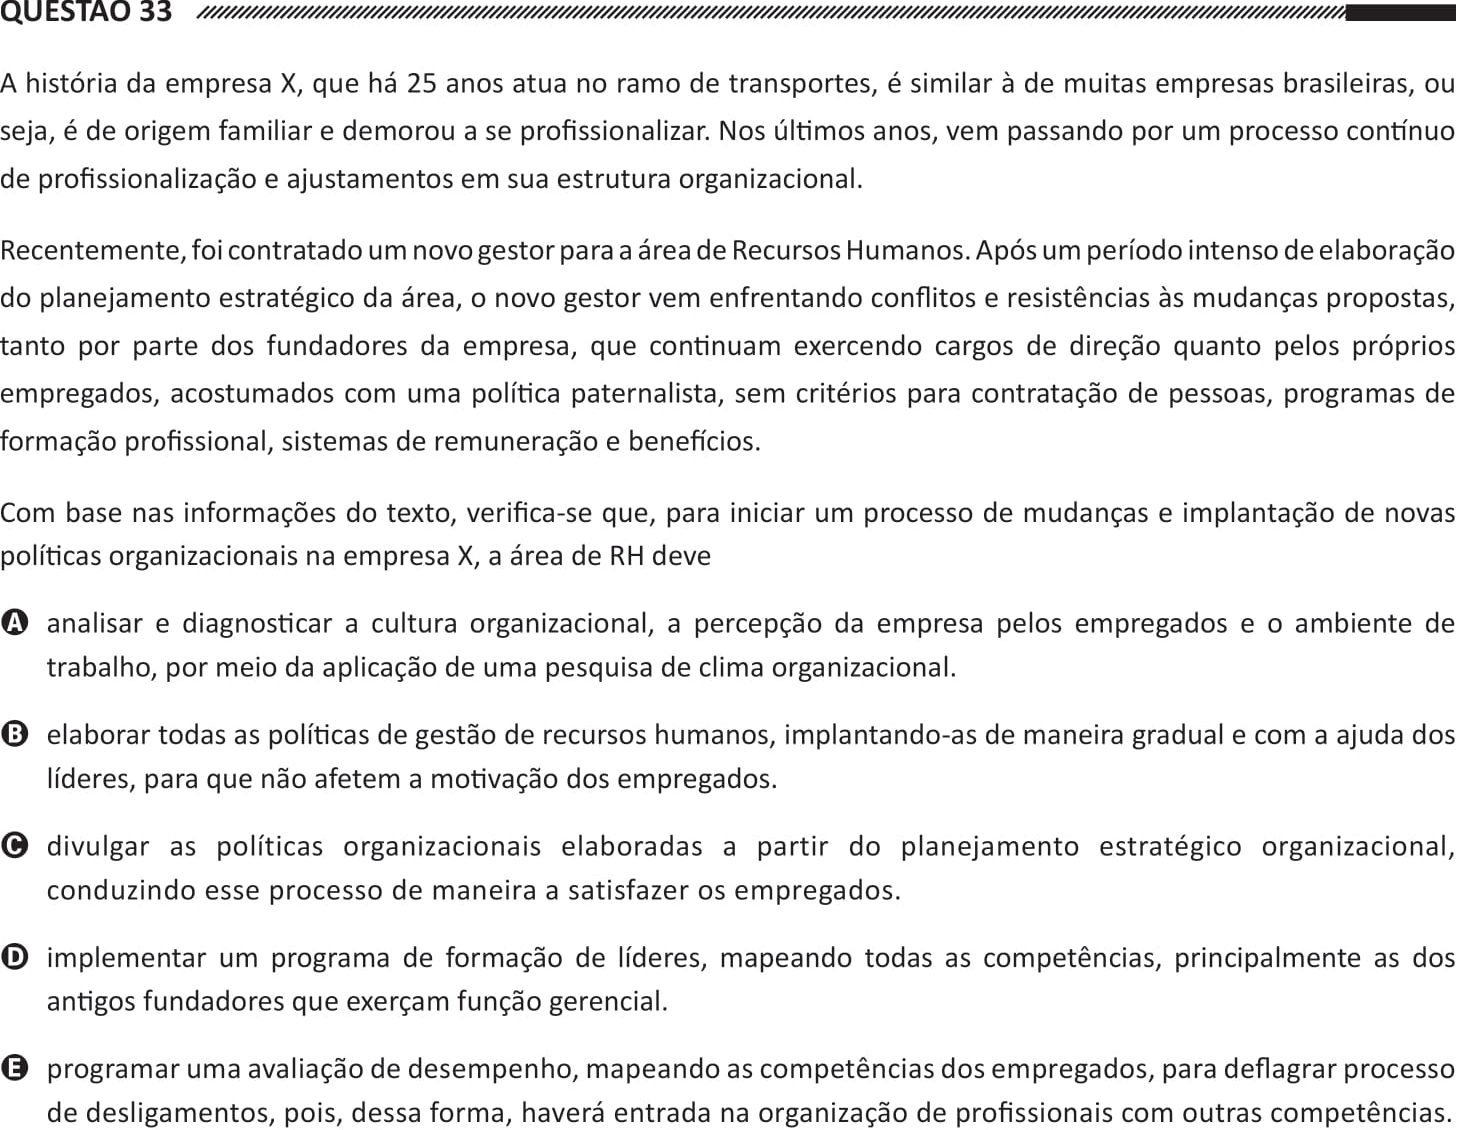 QUESTÃO 33
A história da empresa X, que há 25 anos atua no ramo de transportes, é similar à de muitas empresas brasileiras, ou
seja, é de origem familiar e demorou a se profissionalizar. Nos últimos anos, vem passando por um processo contínuo
de profissionalização e ajustamentos em sua estrutura organizacional.
Recentemente, foi contratado um novo gestor para a área de Recursos Humanos. Após um período intenso de elaboração
do planejamento estratégico da área, o novo gestor vem enfrentando conflitos e resistências às mudanças propostas,
tanto por parte dos fundadores da empresa, que continuam exercendo cargos de direção quanto pelos próprios
empregados, acostumados com uma política paternalista, sem critérios para contratação de pessoas, programas de
formação profissional, sistemas de remuneração e benefícios.
Com base nas informações do texto, verifica-se que, para iniciar um processo de mudanças e implantação de novas
políticas organizacionais na empresa X, a área de RH deve
A analisar e diagnosticar a cultura organizacional, a percepção da empresa pelos empregados e o ambiente de
trabalho, por meio da aplicação de uma pesquisa de clima organizacional.
B elaborar todas as políticas de gestão de recursos humanos, implantando-as de maneira gradual e com a ajuda dos
líderes, para que não afetem a motivação dos empregados.
C divulgar as políticas organizacionais elaboradas a partir do planejamento estratégico organizacional,
conduzindo esse processo de maneira a satisfazer os empregados.
D implementar um programa de formação de líderes, mapeando todas as competências, principalmente as dos
antigos fundadores que exerçam função gerencial.
E programar uma avaliação de desempenho, mapeando as competências dos empregados, para deflagrar processo
de desligamentos, pois, dessa forma, haverá entrada na organização de profissionais com outras competências.